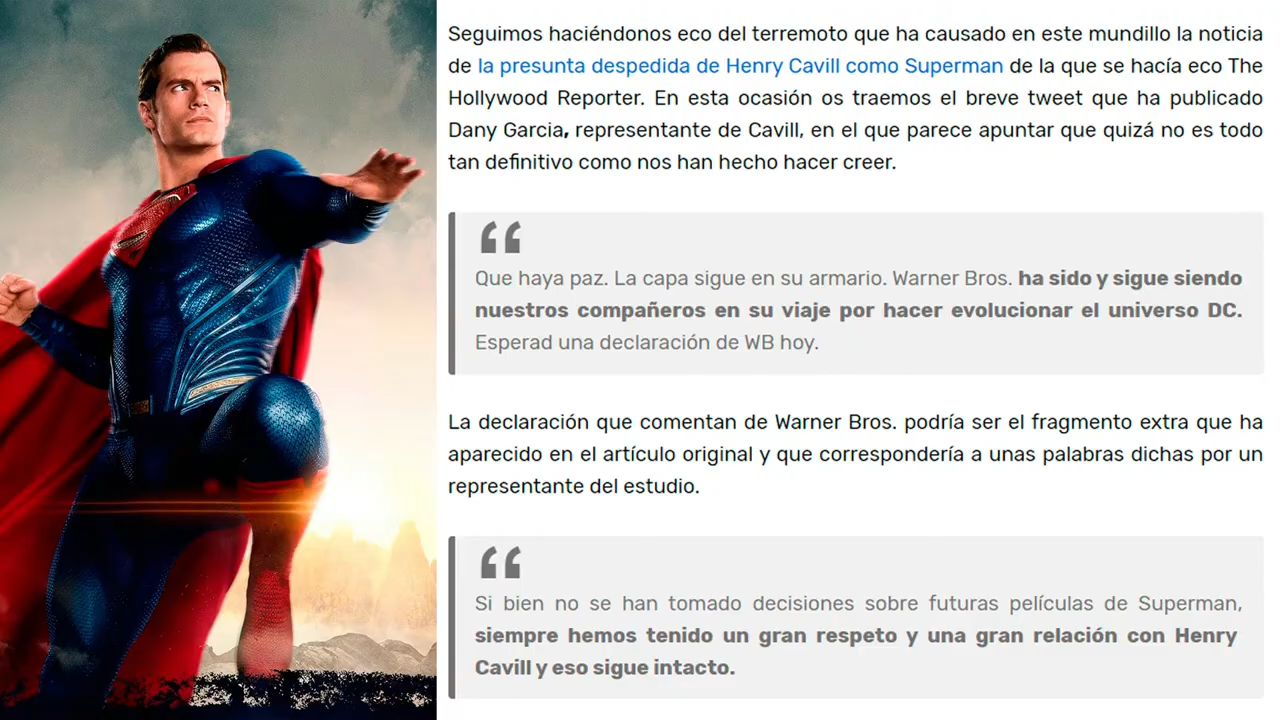 Seguimos haciéndonos eco del terremoto que ha causado en este mundillo la noticia
de la presunta despedida de Henry Cavill como Superman de la que se hacía eco The
Hollywood Reporter. En esta ocasión os traemos el breve tweet que ha publicado
Dany Garcia, representante de Cavill, en el que parece apuntar que quizá no es todo
tan definitivo como nos han hecho hacer creer.
“
Que haya paz. La capa sigue en su armario. Warner Bros. ha sido y sigue siendo
nuestros compañeros en su viaje por hacer evolucionar el universo DC.
Esperad una declaración de WB hoy.
La declaración que comentan de Warner Bros. podría ser el fragmento extra que ha
aparecido en el artículo original y que correspondería a unas palabras dichas por un
representante del estudio.
“
Si bien no se han tomado decisiones sobre futuras películas de Superman,
siempre hemos tenido un gran respeto y una gran relación con Henry
Cavill y eso sigue intacto.